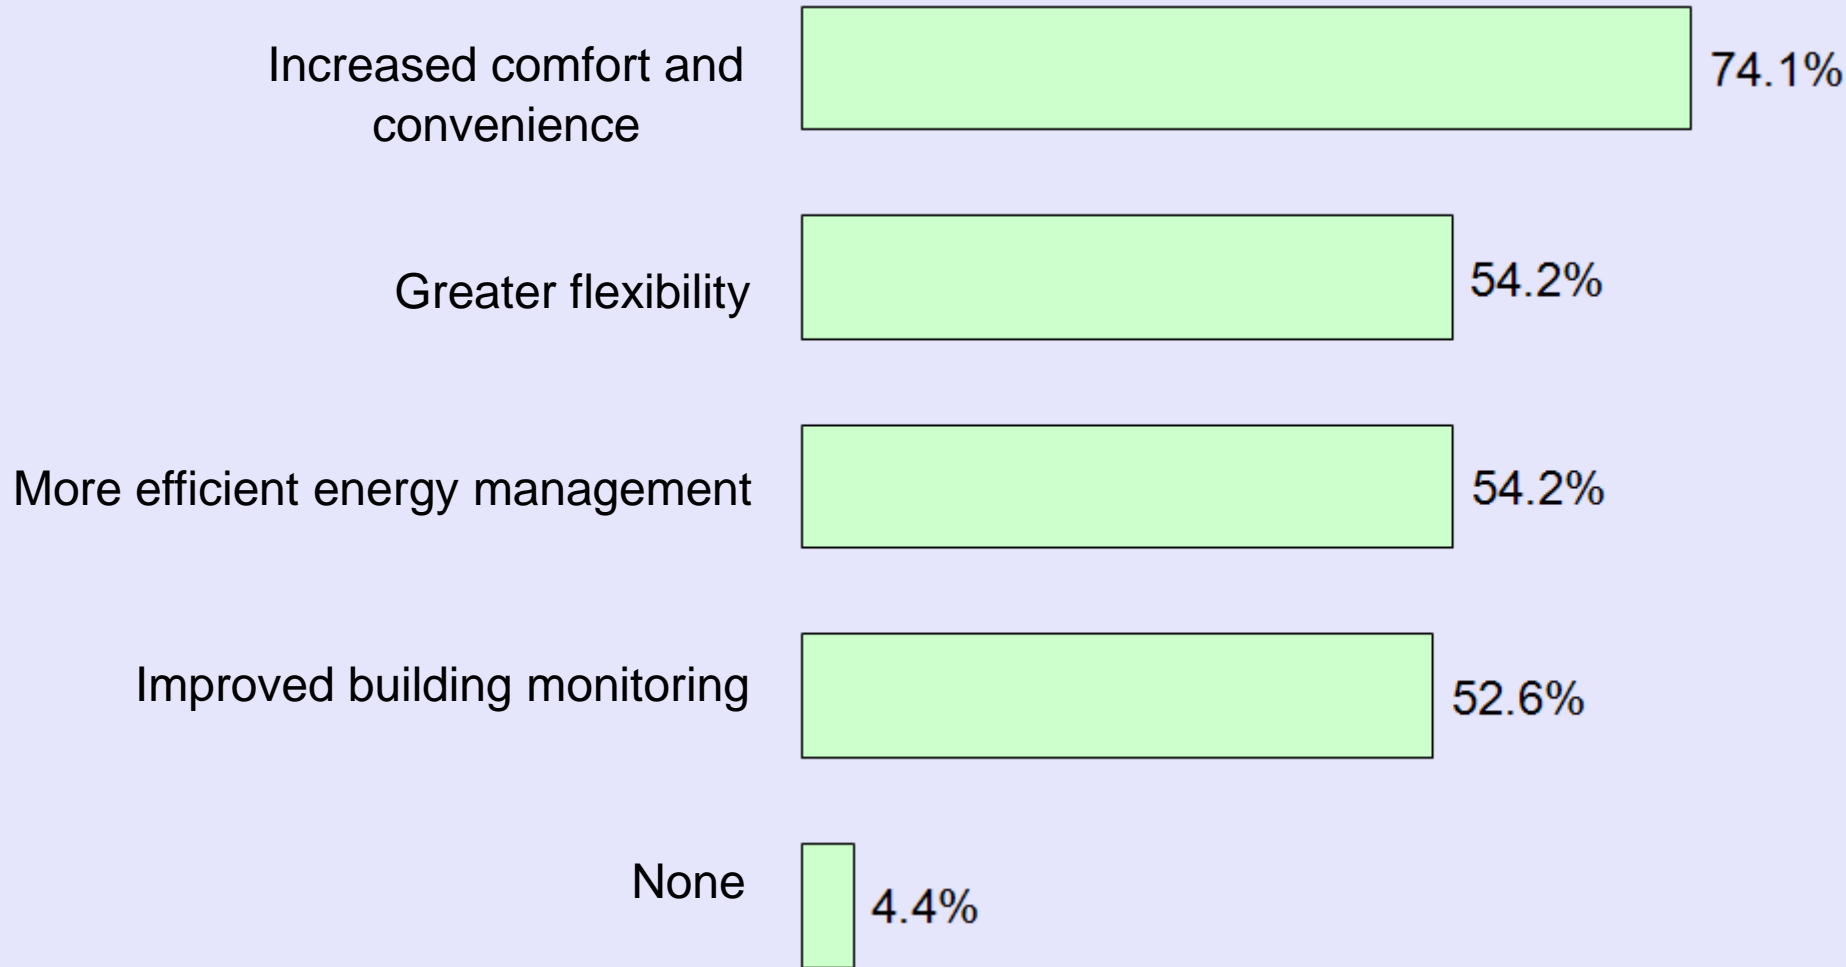 Increased comfort and
convenience
74.1%
Greater flexibility
54.2%
More efficient energy management
54.2%
Improved building monitoring
52.6%
None
4.4%